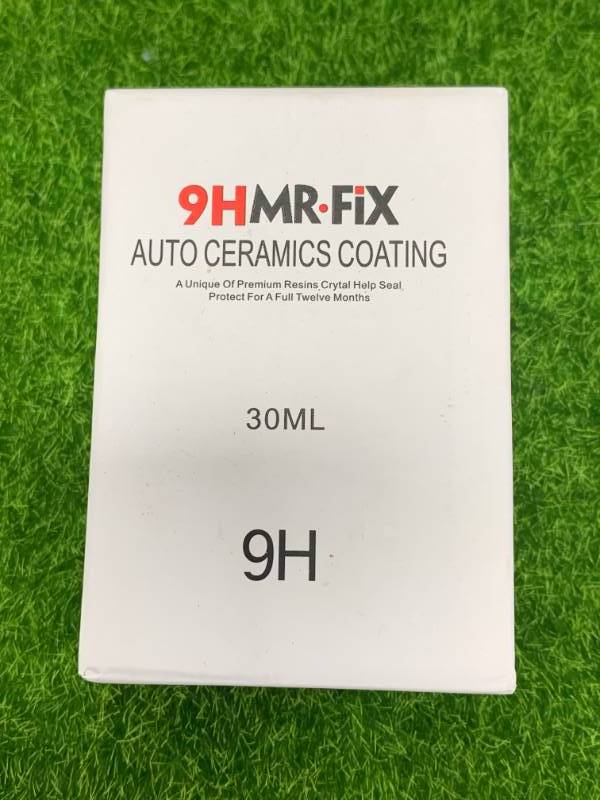 9HMR·FiX
AUTO CERAMICS COATING
A Unique Of Premium Resins Crytal Help Seal
Protect For A Full Twelve Months
30ML
9H